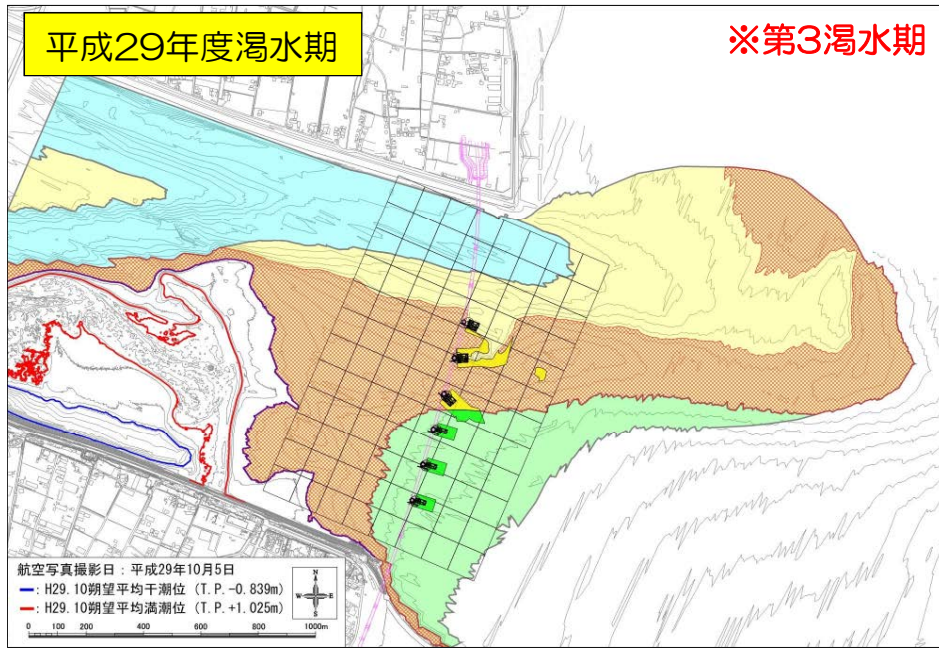 平成29年度渇水期
※第3渇水期
航空写真撮影日：平成29年10月5日
：H29.10朔望平均干潮位（T.P.-0.839m）
：H29.10朔望平均満潮位（T.P.+1.025m）
N
W E
S
0 100 200 400 600 800 1000m